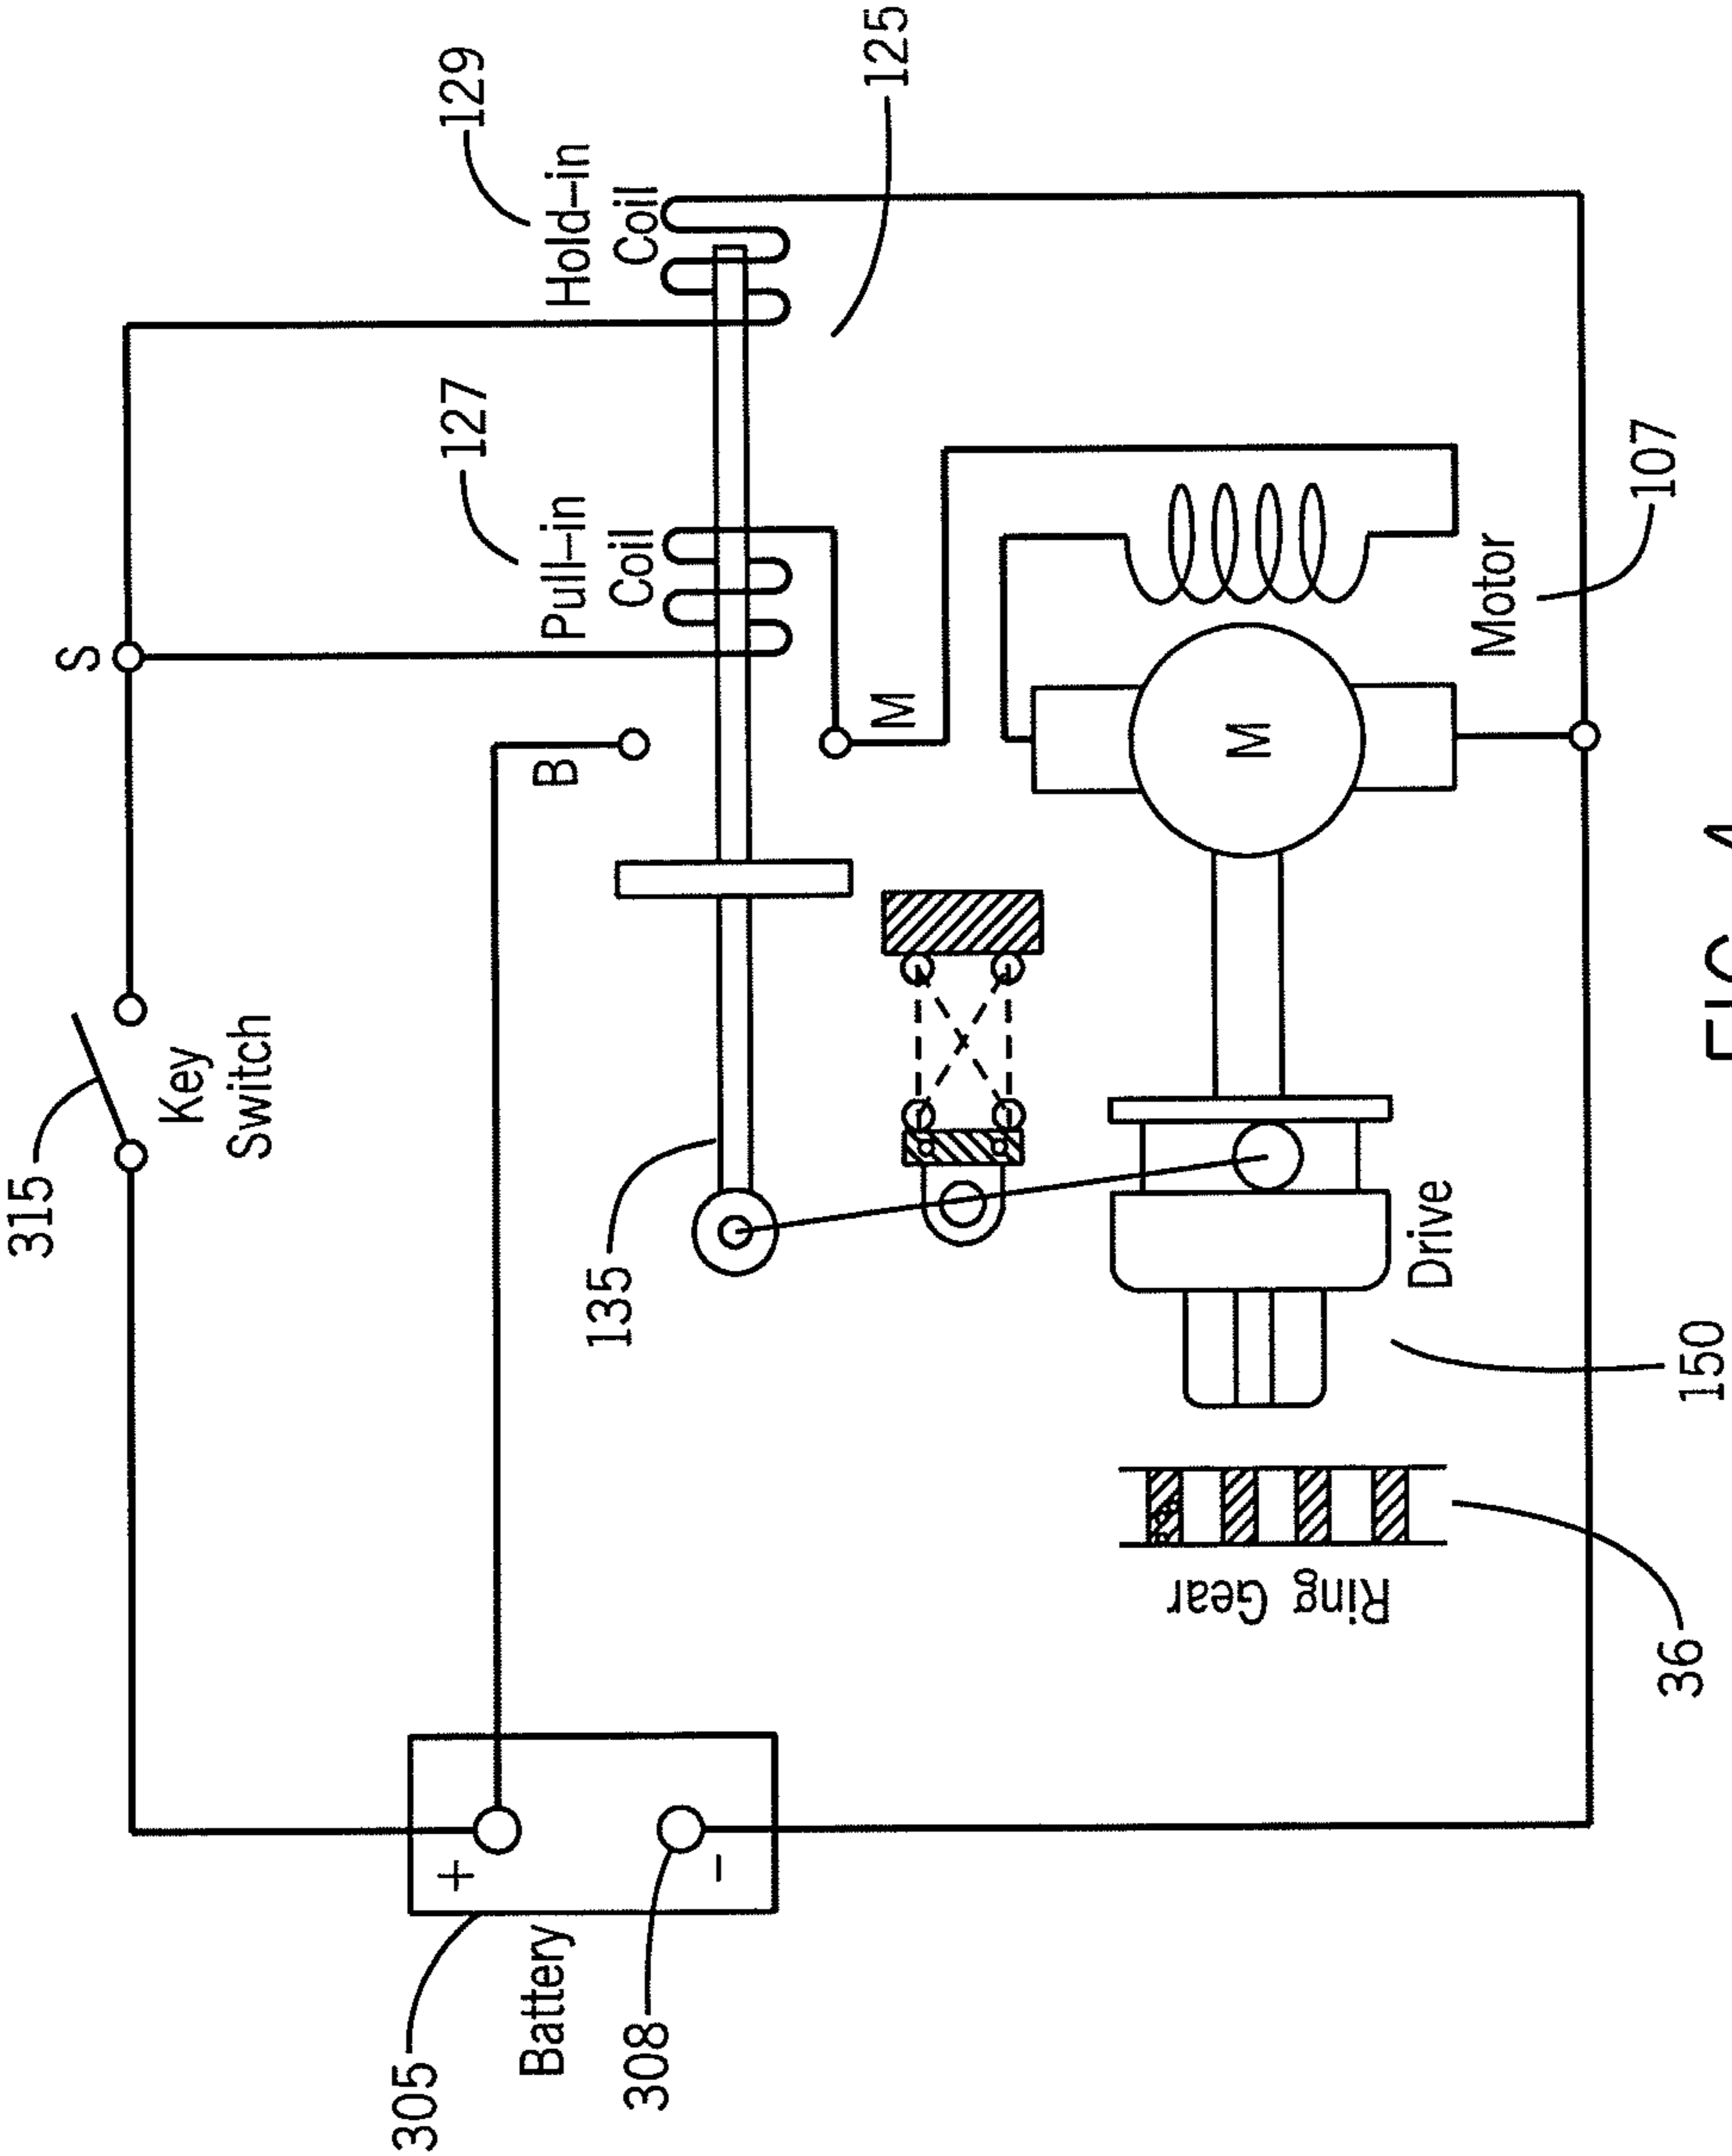 315
Key
Switch
S
127
129
Pull-in
Coil
Hold-in
Coil
B
M
125
135
305
Battery
+
-
308
M
Motor
107
Drive
150
Ring Gear
36